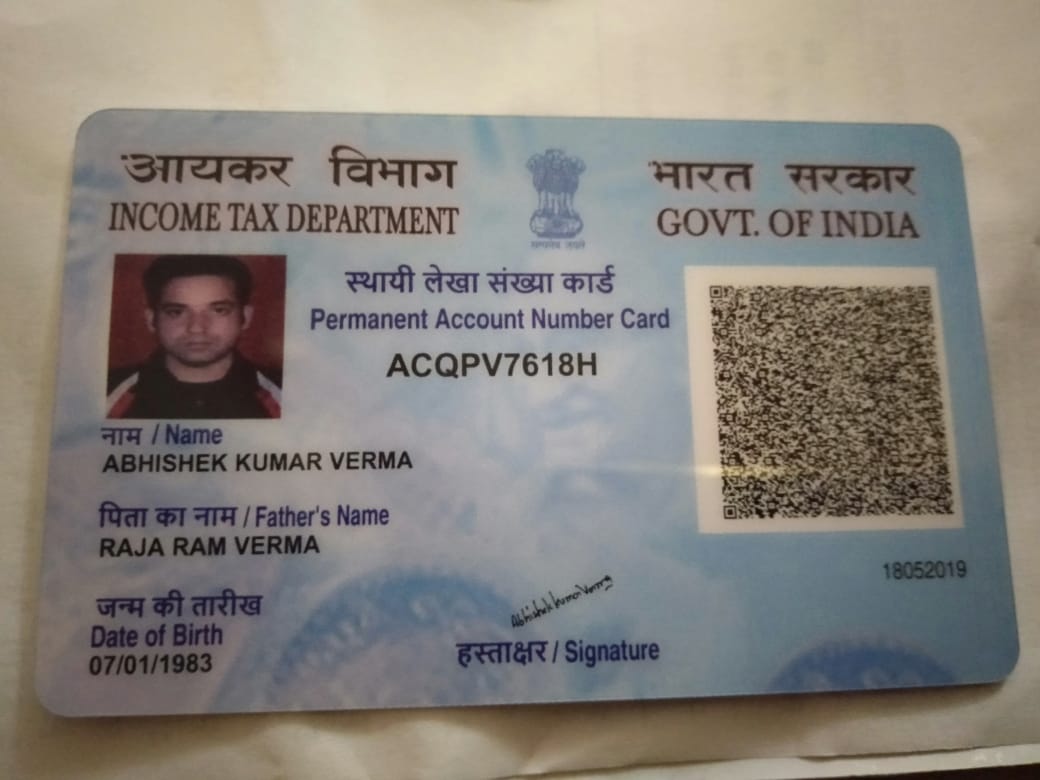 आयकर विभाग
INCOME TAX DEPARTMENT
सत्यमेव जयते
भारत सरकार
GOVT. OF INDIA
स्थायी लेखा संख्या कार्ड
Permanent Account Number Card
ACQPV7618H
नाम / Name
ABHISHEK KUMAR VERMA
पिता का नाम / Father's Name
RAJA RAM VERMA
18052019
जन्म की तारीख
Date of Birth
07/01/1983
Abhishek Kumar Verma
हस्ताक्षर / Signature